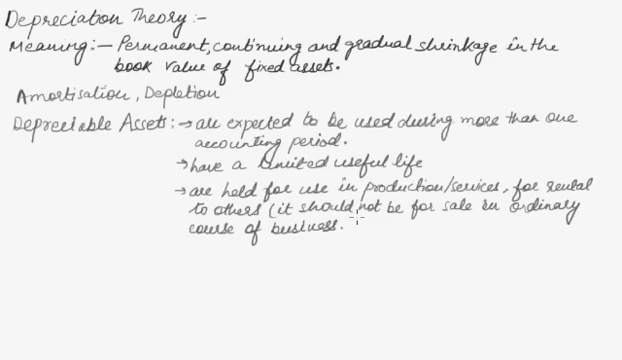 Depreciation Theory:-
Meaning:- Permanent, continuing and gradual shrinkage in the
book value of fixed assets.
Amortisation, Depletion
Depreciable Assets:→ are expected to be used during more than one
accounting period.
→ have a limited useful life
→ are held for use in production/services, for rental
to others (it should not be for sale in ordinary
course of business.